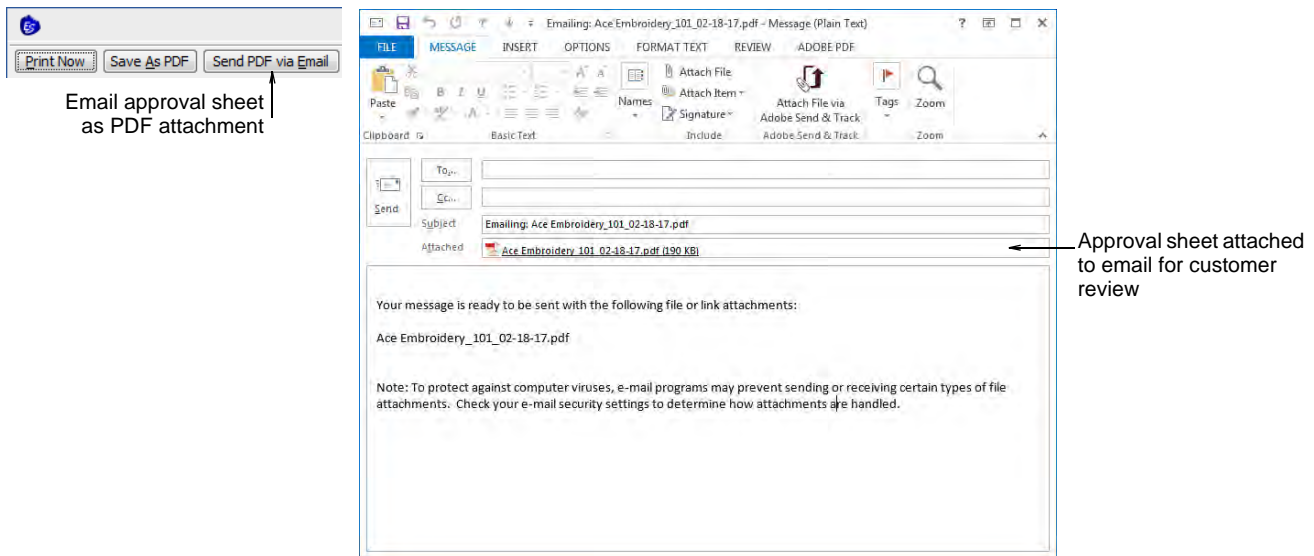 ES
Print Now Save As PDF Send PDF via Email
Email approval sheet
as PDF attachment
Emailing: Ace Embroidery_101_02-18-17.pdf - Message (Plain Text) ?
FILE MESSAGE INSERT OPTIONS FORMAT TEXT REVIEW ADOBE PDF
Paste
B I U
A A
A
Names
Attach File
Attach Item
Signature
Attach File via
Adobe Send & Track
Tags
Zoom
Clipboard Basic Text Include Adobe Send & Track Zoom
Send
To...
Cc...
Subject Emailing: Ace Embroidery_101_02-18-17.pdf
Attached Ace Embroidery_101_02-18-17.pdf (190 KB)
Approval sheet attached
to email for customer
review
Your message is ready to be sent with the following file or link attachments:
Ace Embroidery_101_02-18-17.pdf
Note: To protect against computer viruses, e-mail programs may prevent sending or receiving certain types of file
attachments. Check your e-mail security settings to determine how attachments are handled.